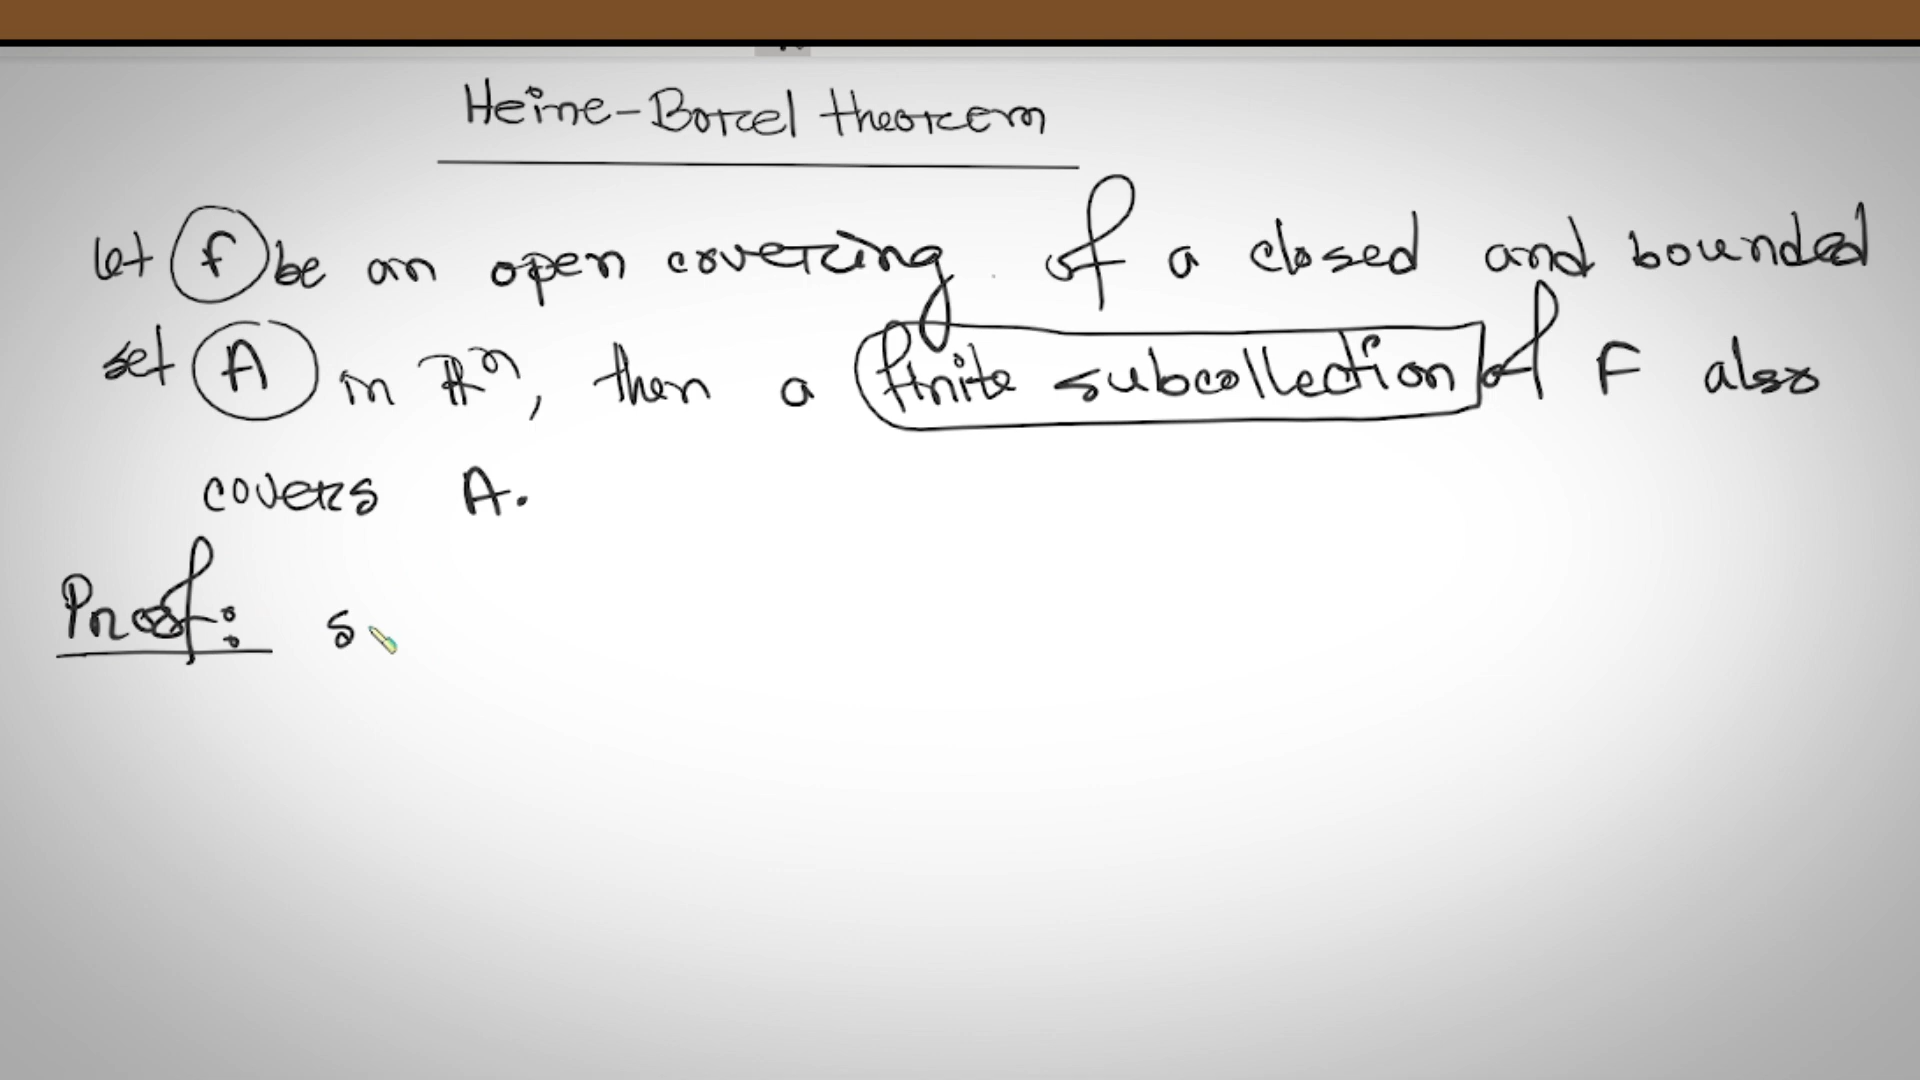 Heine-Borel theorem
let F be an open covering of a closed and bounded
set A in ℝⁿ, then a finite subcollection of F also
covers A.
Proof: s